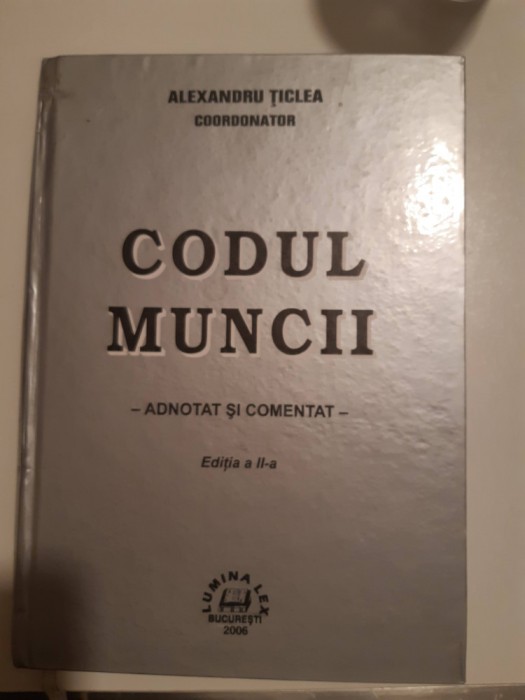 ALEXANDRU ŢICLEA
COORDONATOR
CODUL
MUNCII
– ADNOTAT ŞI COMENTAT –
Ediţia a II-a
LUMINA LEX
BUCUREŞTI
2006